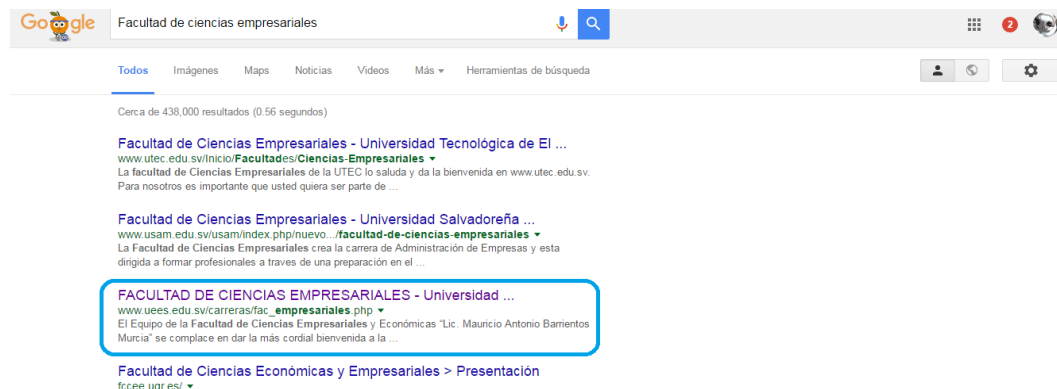 Google
Facultad de ciencias empresariales
2
Todos Imágenes Maps Noticias Videos Más Herramientas de búsqueda
Cerca de 438,000 resultados (0.56 segundos)
Facultad de Ciencias Empresariales - Universidad Tecnológica de El ...
www.utec.edu.sv/Inicio/Facultades/Ciencias-Empresariales
La facultad de Ciencias Empresariales de la UTEC lo saluda y da la bienvenida en www.utec.edu.sv.
Para nosotros es importante que usted quiera ser parte de ...
Facultad de Ciencias Empresariales - Universidad Salvadoreña ...
www.usam.edu.sv/usam/index.php/nuevo.../facultad-de-ciencias-empresariales
La Facultad de Ciencias Empresariales crea la carrera de Administración de Empresas y esta
dirigida a formar profesionales a traves de una preparación en el ...
FACULTAD DE CIENCIAS EMPRESARIALES - Universidad ...
www.uees.edu.sv/carreras/fac_empresariales.php
El Equipo de la Facultad de Ciencias Empresariales y Económicas “Lic. Mauricio Antonio Barrientos
Murcia” se complace en dar la más cordial bienvenida a la ...
Facultad de Ciencias Económicas y Empresariales > Presentación
fccee.ugr.es/